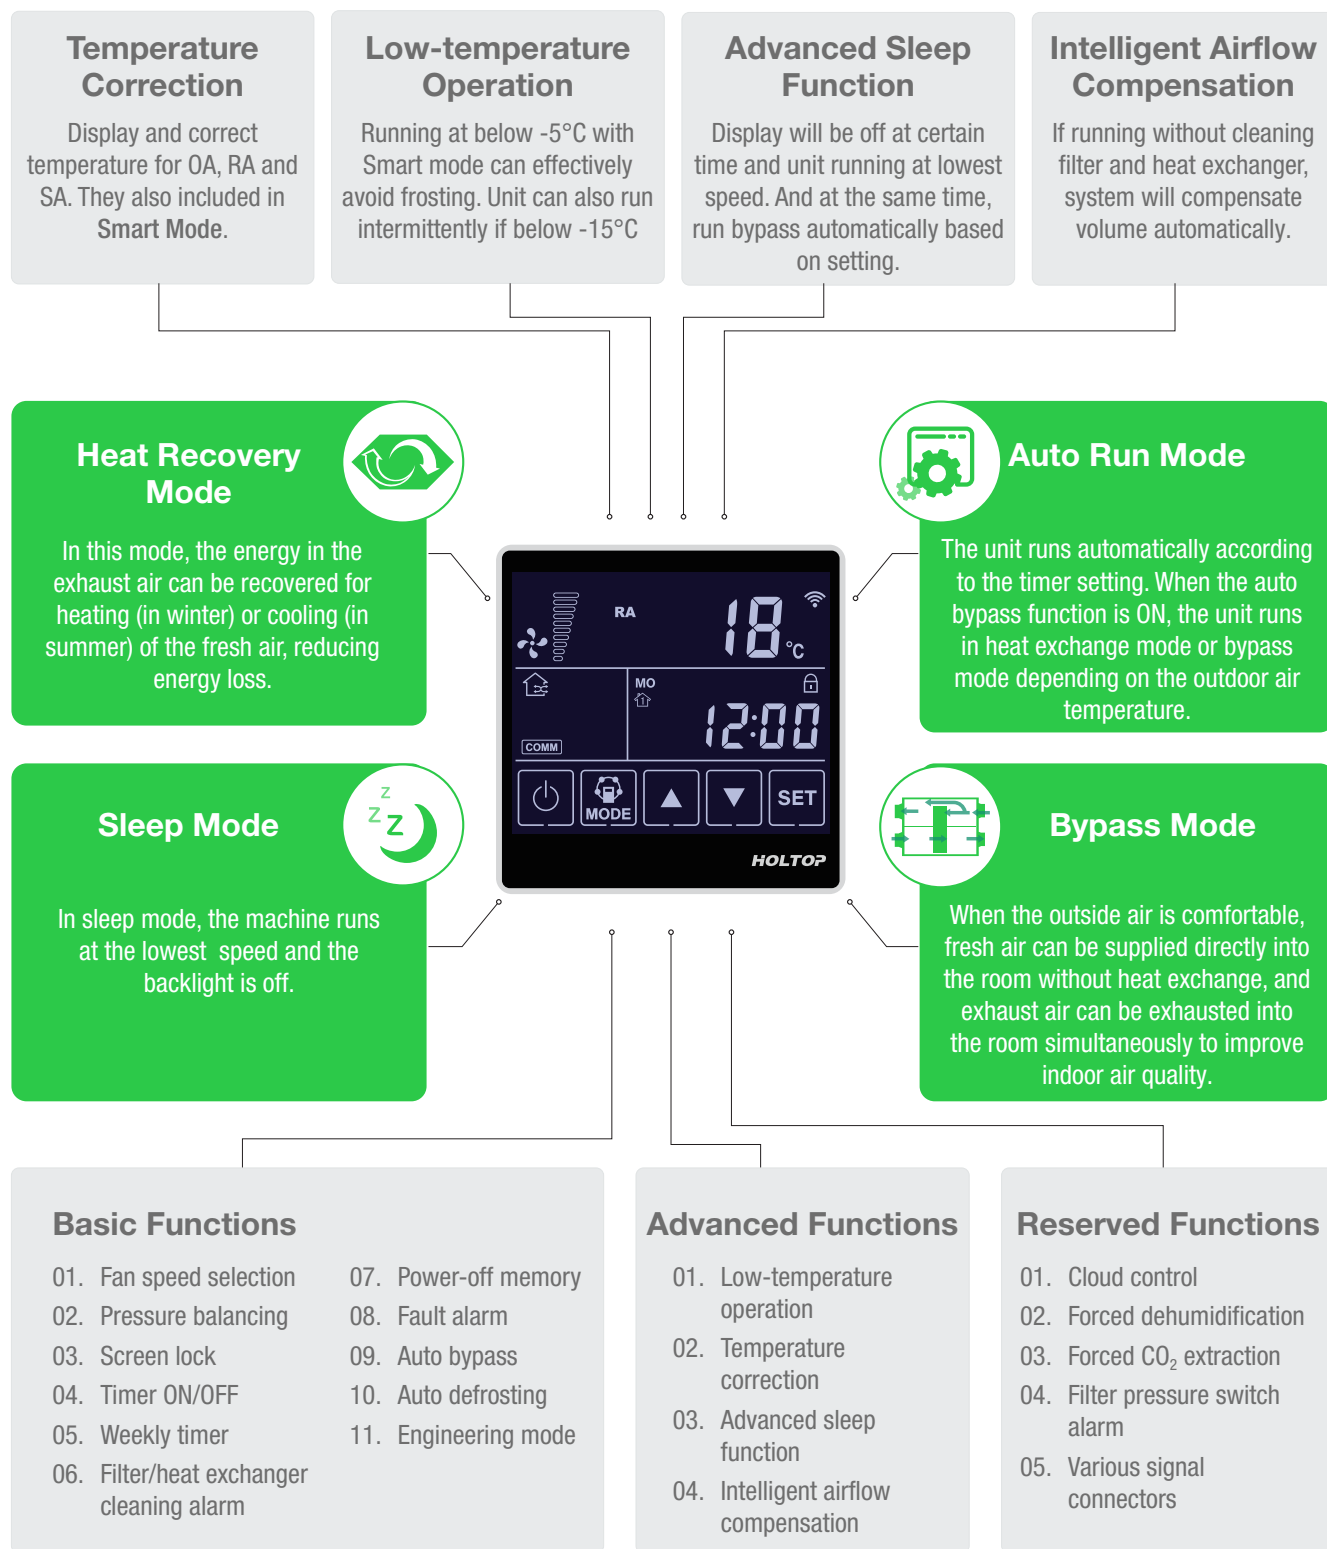 Temperature
Correction
Display and correct
temperature for OA, RA and
SA. They also included in
Smart Mode.
Low-temperature
Operation
Running at below -5°C with
Smart mode can effectively
avoid frosting. Unit can also run
intermittently if below -15°C
Advanced Sleep
Function
Display will be off at certain
time and unit running at lowest
speed. And at the same time,
run bypass automatically based
on setting.
Intelligent Airflow
Compensation
If running without cleaning
filter and heat exchanger,
system will compensate
volume automatically.
Heat Recovery
Mode
In this mode, the energy in the
exhaust air can be recovered for
heating (in winter) or cooling (in
summer) of the fresh air, reducing
energy loss.
Auto Run Mode
The unit runs automatically according
to the timer setting. When the auto
bypass function is ON, the unit runs
in heat exchange mode or bypass
mode depending on the outdoor air
temperature.
RA
18 °C
MO
1
12:00
COMM
MODE
SET
HOLTOP
Sleep Mode
z
z
z
In sleep mode, the machine runs
at the lowest speed and the
backlight is off.
Bypass Mode
When the outside air is comfortable,
fresh air can be supplied directly into
the room without heat exchange, and
exhaust air can be exhausted into
the room simultaneously to improve
indoor air quality.
Basic Functions
01. Fan speed selection
02. Pressure balancing
03. Screen lock
04. Timer ON/OFF
05. Weekly timer
06. Filter/heat exchanger
cleaning alarm
07. Power-off memory
08. Fault alarm
09. Auto bypass
10. Auto defrosting
11. Engineering mode
Advanced Functions
01. Low-temperature
operation
02. Temperature
correction
03. Advanced sleep
function
04. Intelligent airflow
compensation
Reserved Functions
01. Cloud control
02. Forced dehumidification
03. Forced CO₂ extraction
04. Filter pressure switch
alarm
05. Various signal
connectors